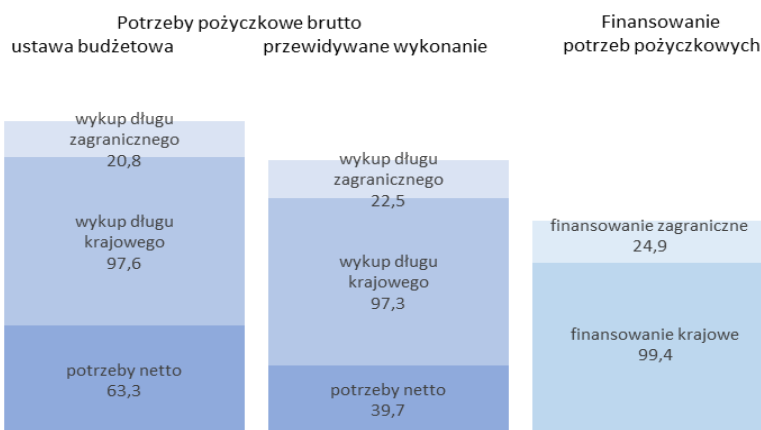 Potrzeby pożyczkowe brutto
ustawa budżetowa
przewidywane wykonanie
Finansowanie
potrzeb pożyczkowych
wykup długu
zagranicznego
20,8
wykup długu
krajowego
97,6
potrzeby netto
63,3
wykup długu
zagranicznego
22,5
wykup długu
krajowego
97,3
potrzeby netto
39,7
finansowanie zagraniczne
24,9
finansowanie krajowe
99,4